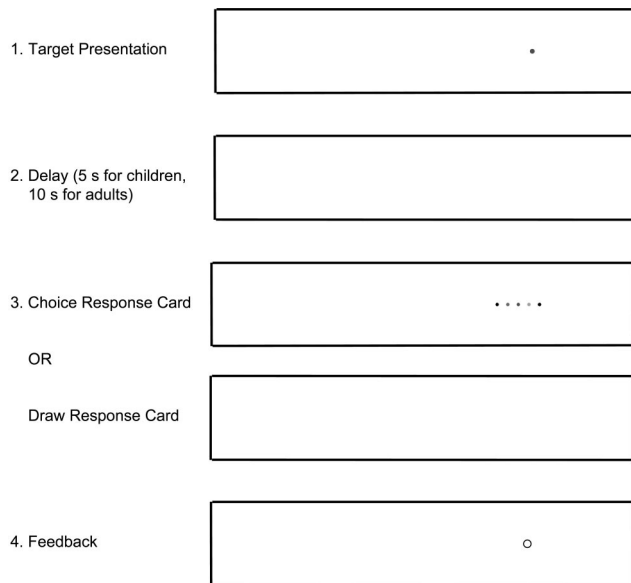 1. Target Presentation
2. Delay (5 s for children,
10 s for adults)
3. Choice Response Card
OR
Draw Response Card
4. Feedback